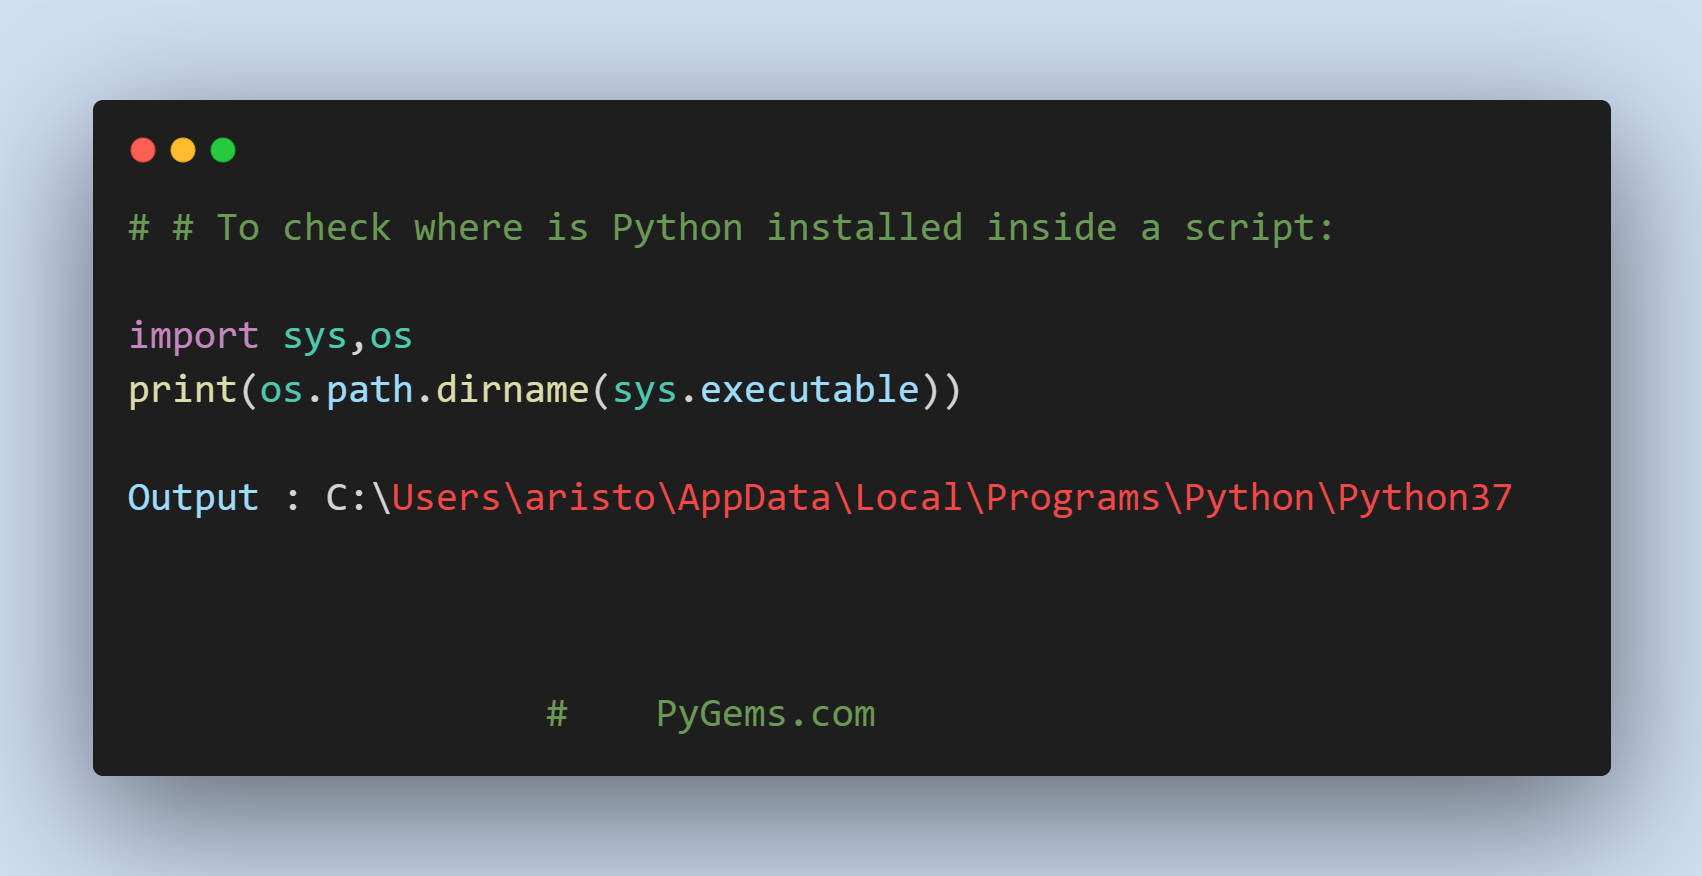 # # To check where is Python installed inside a script:
import sys,os
print(os.path.dirname(sys.executable))
Output : C:\Users\aristo\AppData\Local\Programs\Python\Python37
# PyGems.com